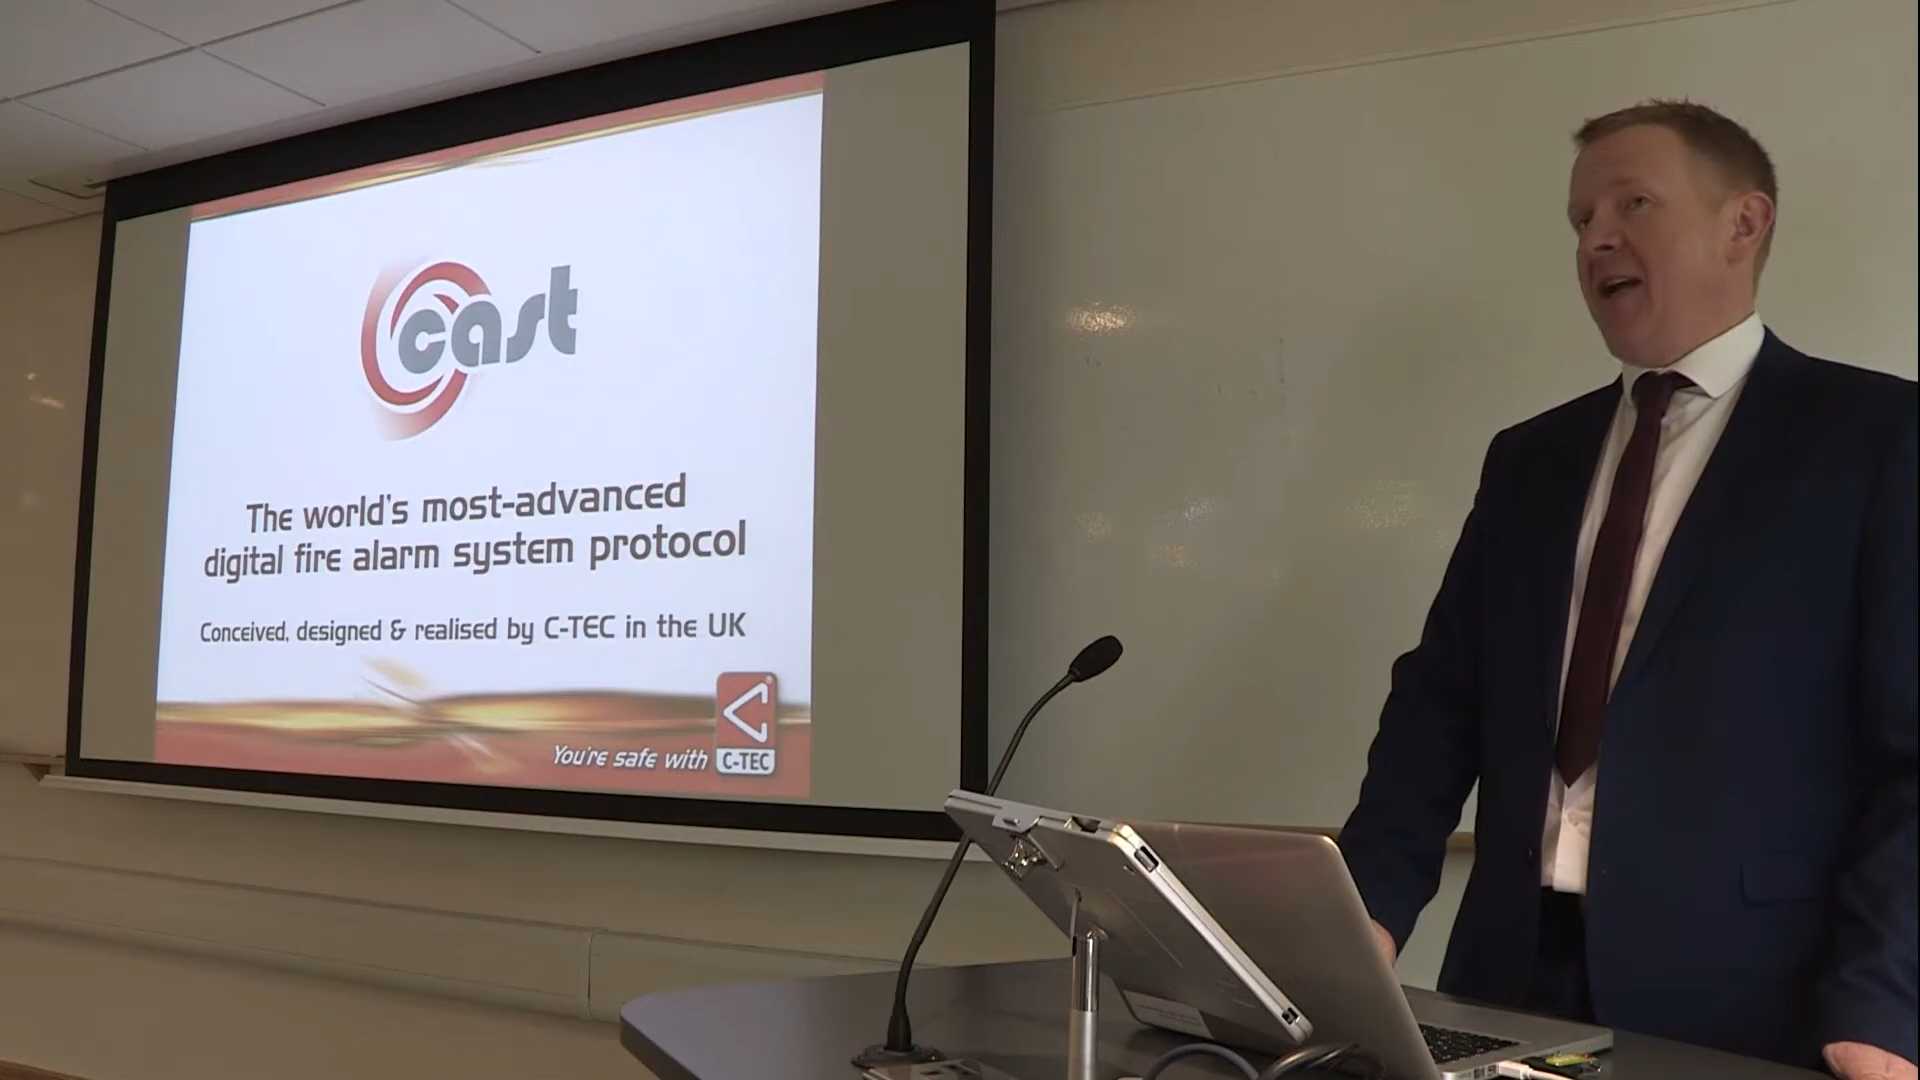 cast
The world's most-advanced
digital fire alarm system protocol
Conceived, designed & realised by C-TEC in the UK
You're safe with
C-TEC